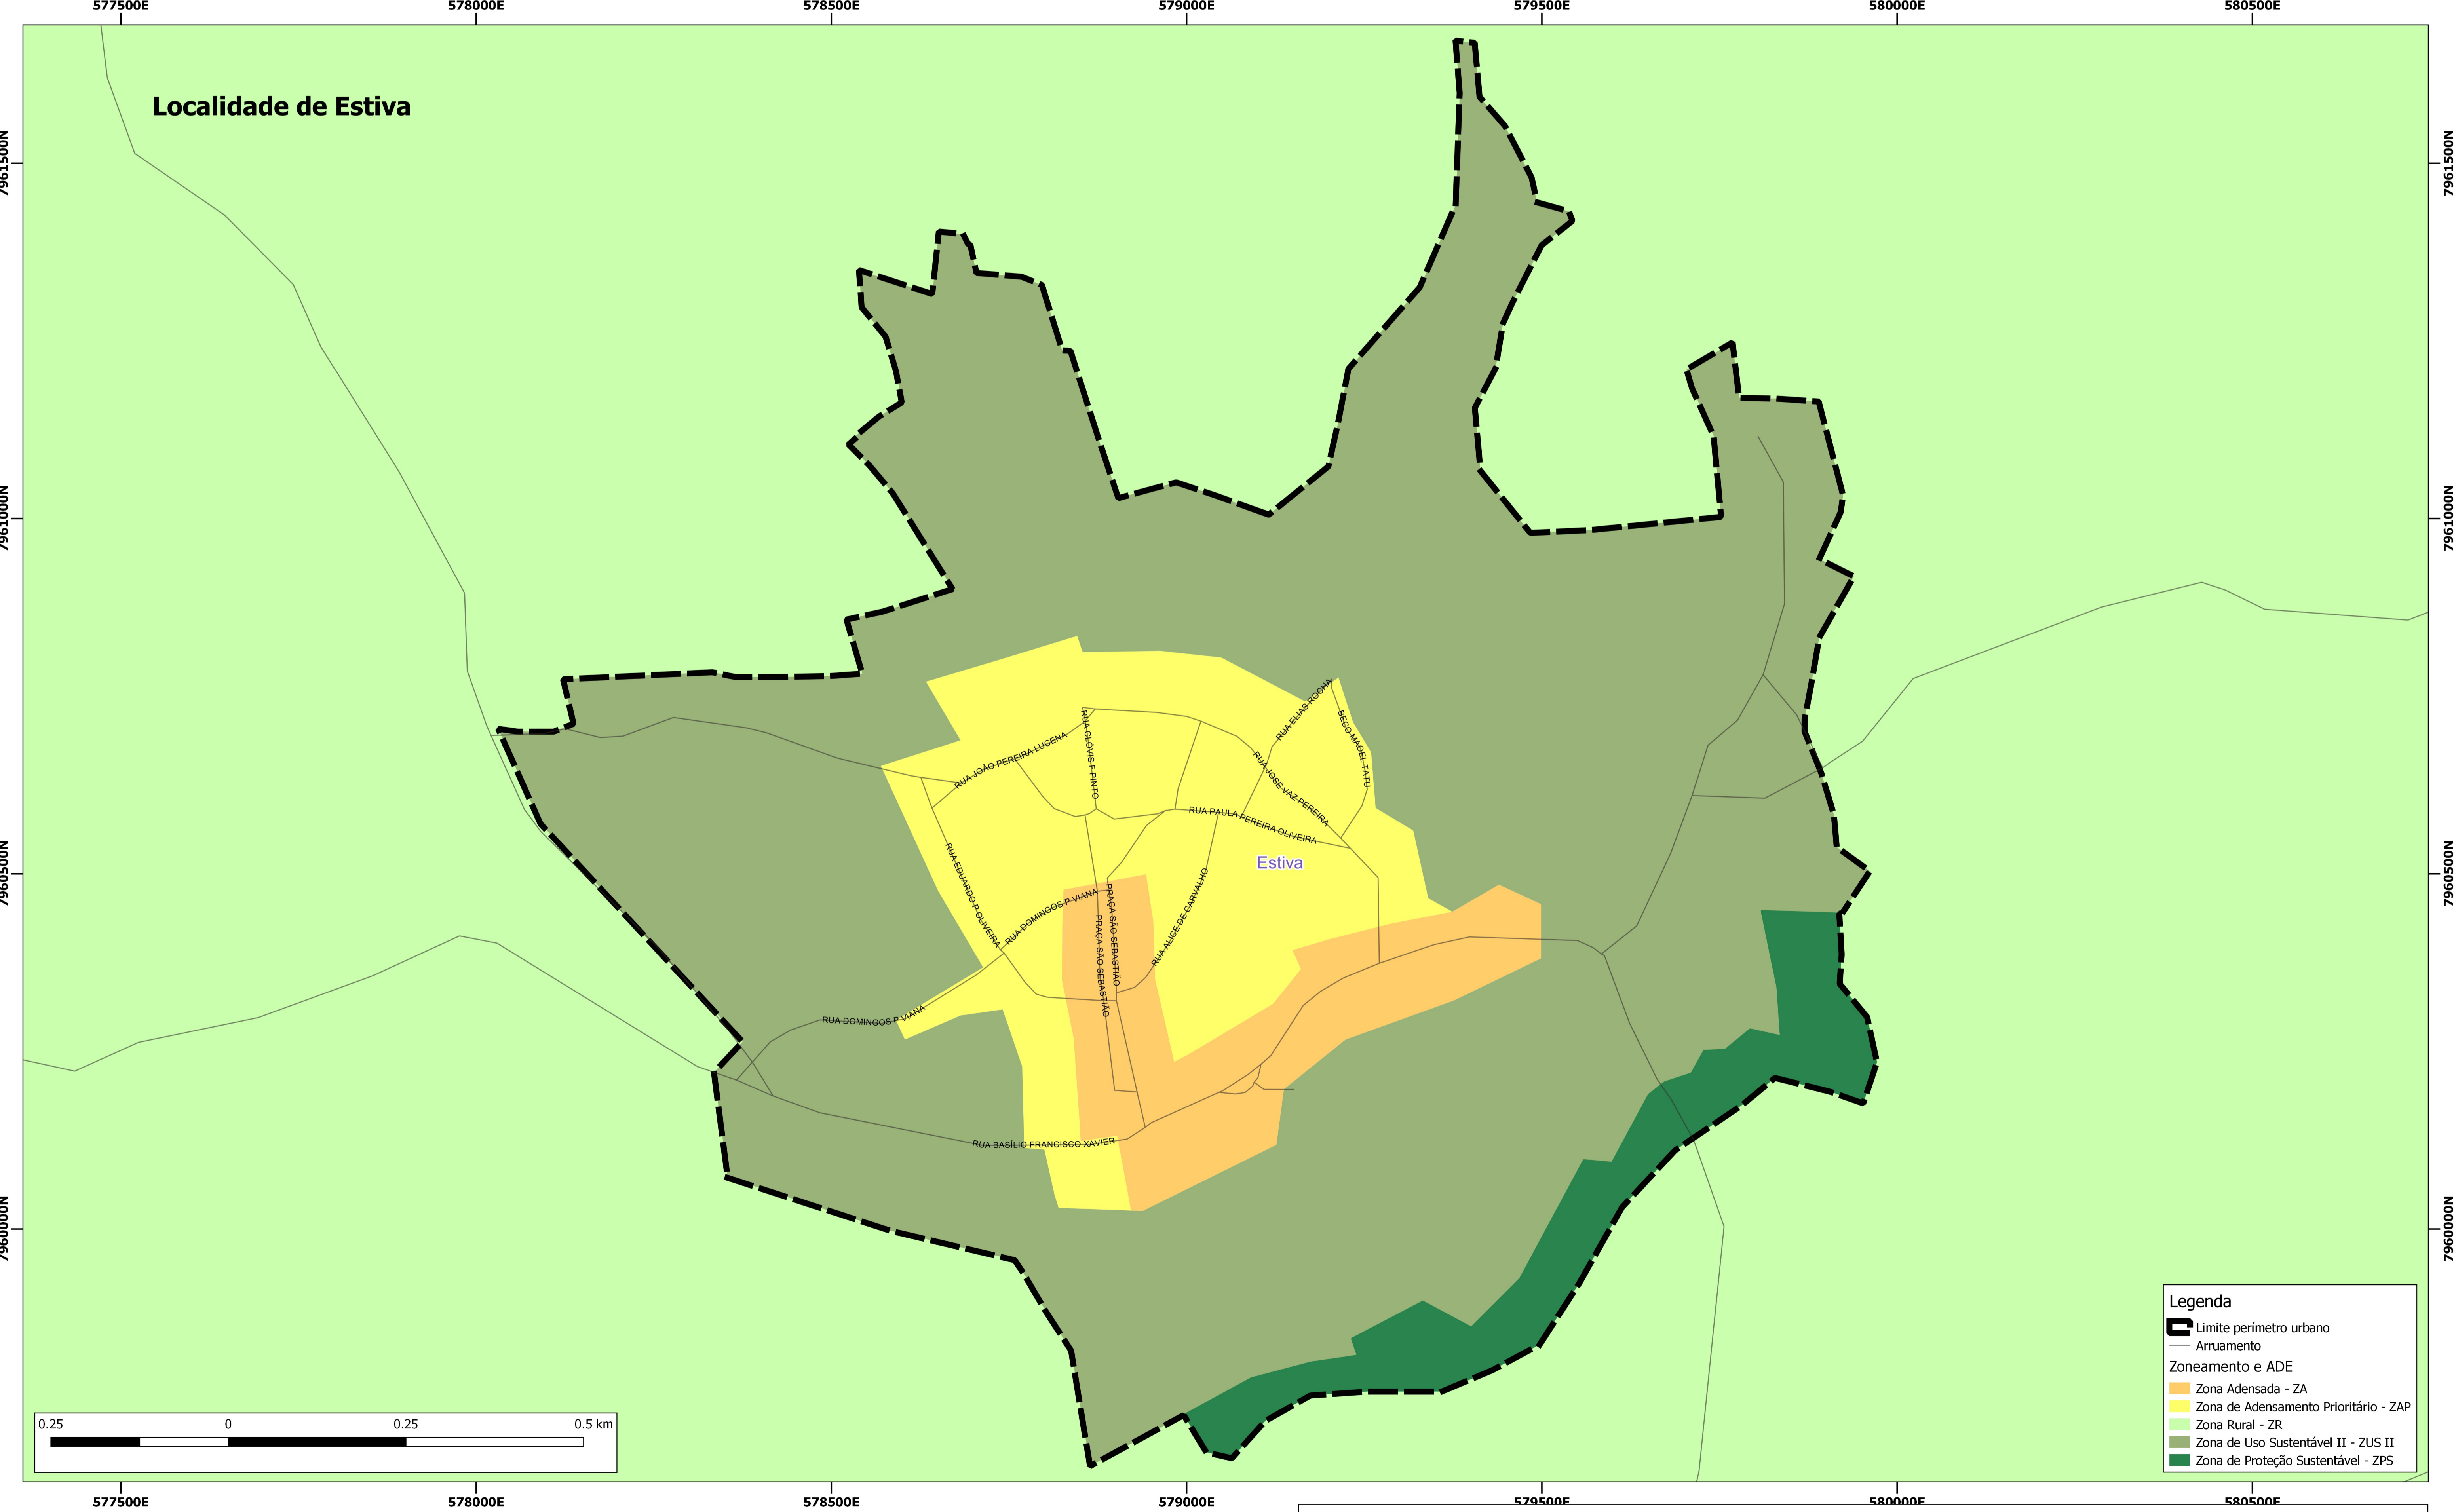 577500E 578000E 578500E 579000E 579500E 580000E 580500E
Localidade de Estiva
7961500N 7961500N
7961000N 7961000N
RUA ELIAS ROCHA
BECO MAOEL TATU
RUA CLÓVIS F PINTO
RUA JOÃO PEREIRA LUCENA
RUA JOSÉ VAZ PEREIRA
RUA PAULA PEREIRA OLIVEIRA
7960500N 7960500N
Estiva
RUA EDUARDO P OLIVEIRA
RUA DOMINGOS P VIANA
PRAÇA SÃO SEBASTIÃO
PRAÇA SÃO SEBASTIÃO
RUA ALICE DE CARVALHO
RUA DOMINGOS P VIANA
RUA BASÍLIO FRANCISCO XAVIER
7960000N 7960000N
Legenda
Limite perímetro urbano
Arruamento
Zoneamento e ADE
Zona Adensada - ZA
Zona de Adensamento Prioritário - ZAP
Zona Rural - ZR
Zona de Uso Sustentável II - ZUS II
Zona de Proteção Sustentável - ZPS
0.25 0 0.25 0.5 km
577500E 578000E 578500E 579000E 579500E 580000E 580500E